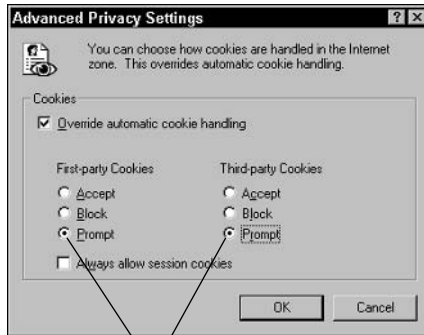 Advanced Privacy Settings
You can choose how cookies are handled in the Internet
zone. This overrides automatic cookie handling.
Cookies
Override automatic cookie handling
First-party Cookies Third-party Cookies
Accept Accept
Block Block
Prompt Prompt
Always allow session cookies
OK Cancel